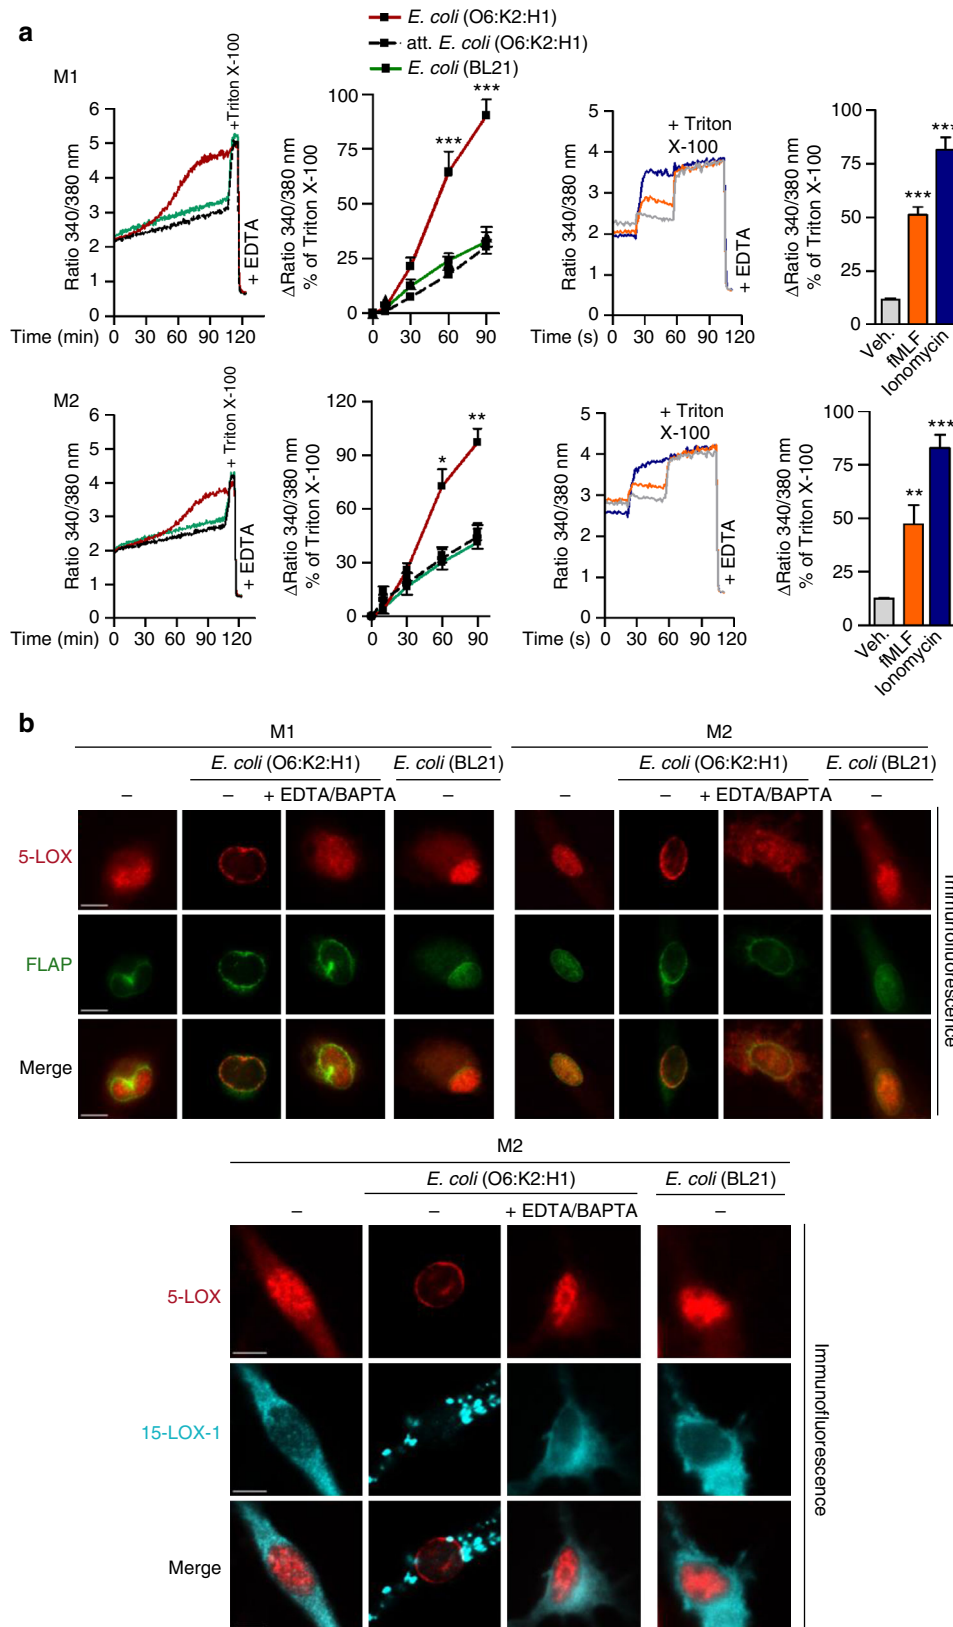 a
E. coli (O6:K2:H1)
att. E. coli (O6:K2:H1)
E. coli (BL21)
M1
Ratio 340/380 nm
6
5
4
3
2
1
0
+Triton X-100
+ EDTA
Time (min)
0 30 60 90 120
ΔRatio 340/380 nm
% of Triton X-100
100
75
50
25
0
***
***
0 30 60 90
Ratio 340/380 nm
5
4
3
2
1
0
+ Triton
X-100
+ EDTA
Time (s)
0 30 60 90 120
ΔRatio 340/380 nm
% of Triton X-100
100
75
50
25
0
***
***
Veh.
fMLF
Ionomycin
M2
Ratio 340/380 nm
6
5
4
3
2
1
0
+ Triton X-100
+ EDTA
Time (min)
0 30 60 90 120
ΔRatio 340/380 nm
% of Triton X-100
120
90
60
30
0
*
**
0 30 60 90
Ratio 340/380 nm
5
4
3
2
1
0
+ Triton
X-100
+ EDTA
Time (s)
0 30 60 90 120
ΔRatio 340/380 nm
% of Triton X-100
100
75
50
25
0
**
***
Veh.
fMLF
Ionomycin
b
M1 M2
E. coli (O6:K2:H1) E. coli (BL21) E. coli (O6:K2:H1) E. coli (BL21)
– – + EDTA/BAPTA – – – + EDTA/BAPTA –
5-LOX
FLAP
Merge
Immunofluorescence
M2
E. coli (O6:K2:H1) E. coli (BL21)
– – + EDTA/BAPTA –
5-LOX
15-LOX-1
Merge
Immunofluorescence